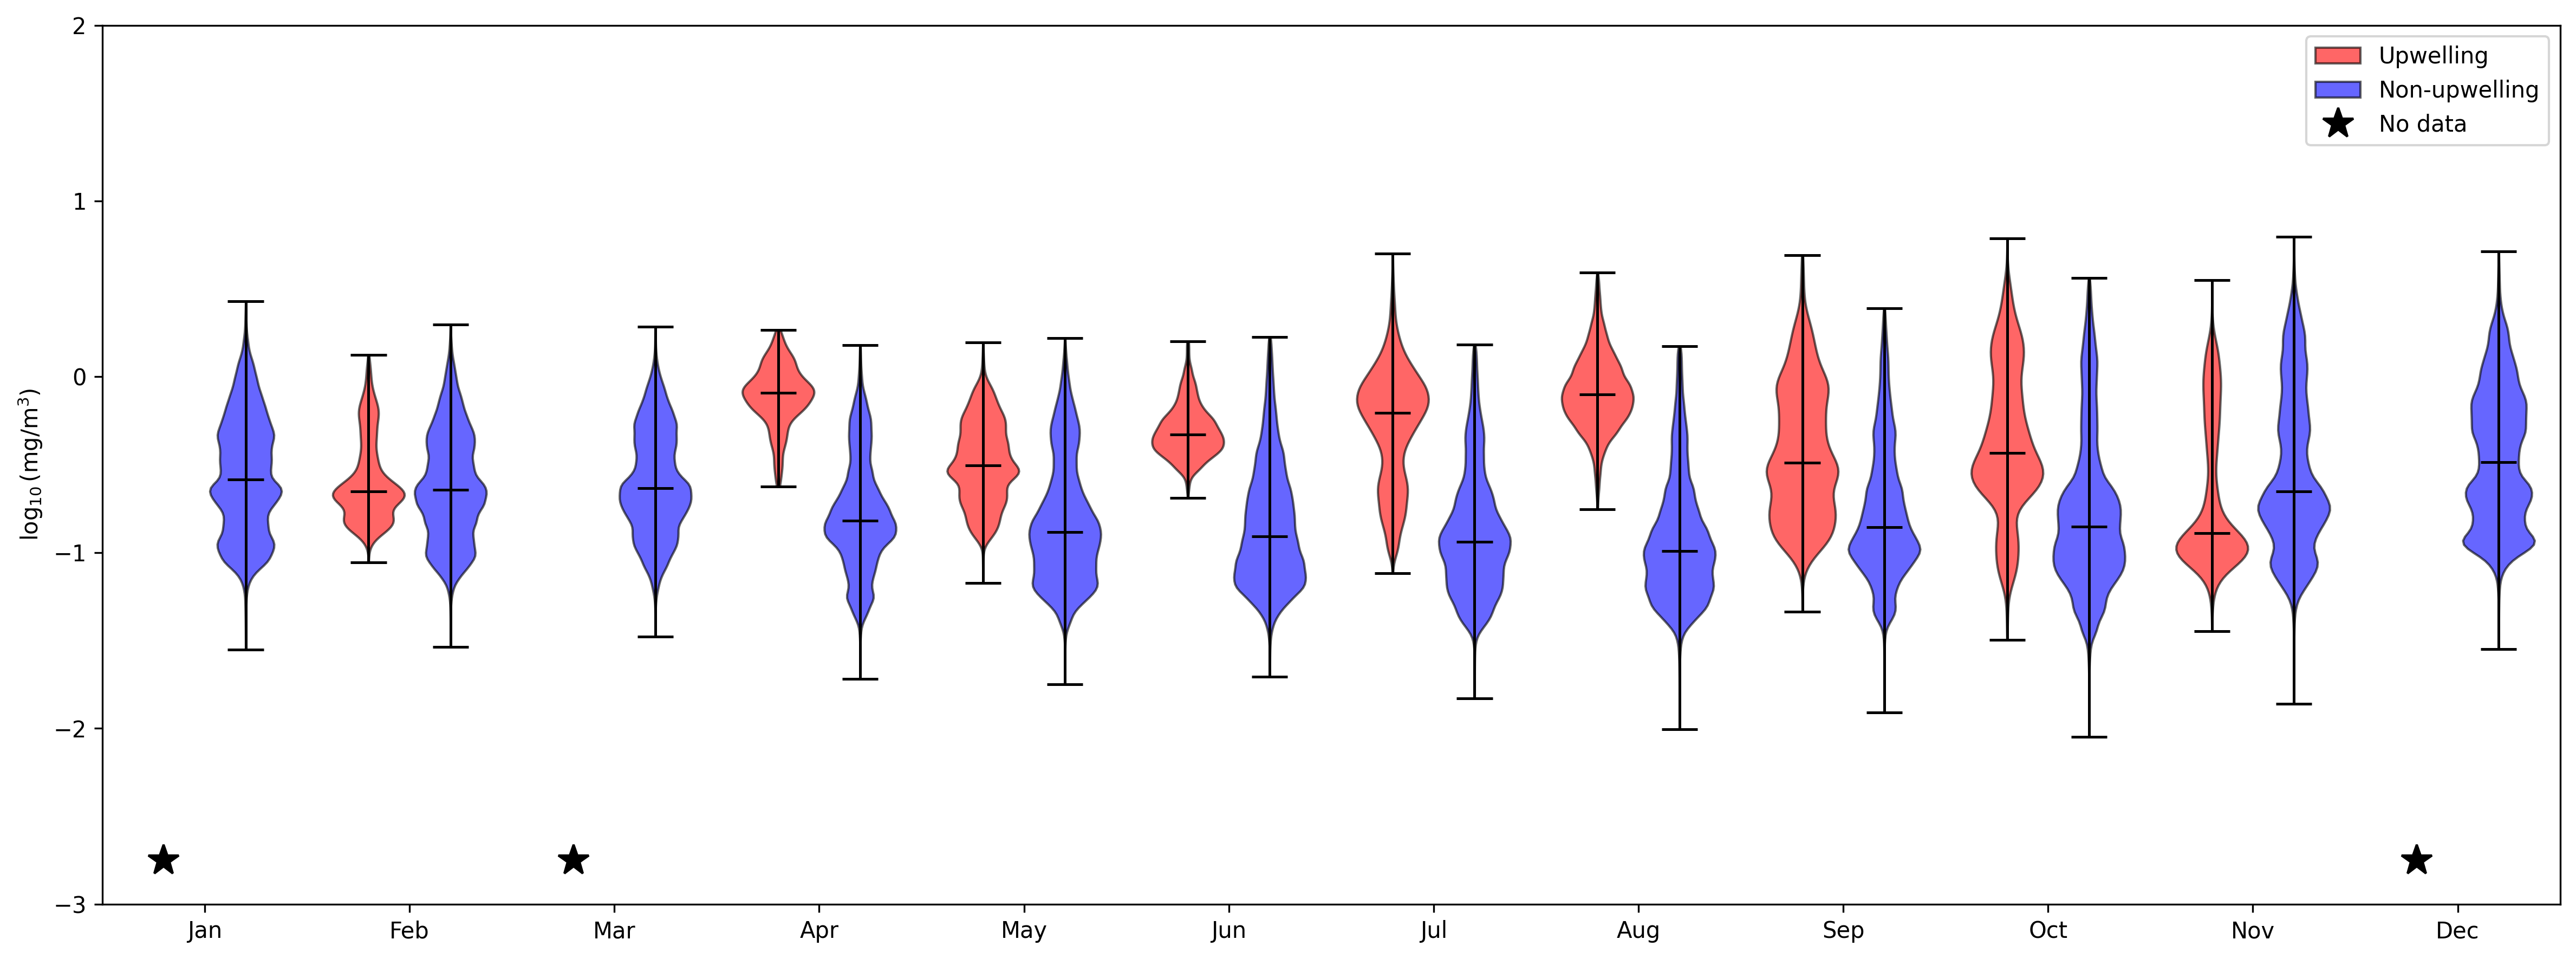 log₁₀(mg/m³)
2
1
0
−1
−2
−3
Upwelling
Non-upwelling
No data
Jan Feb Mar Apr May Jun Jul Aug Sep Oct Nov Dec